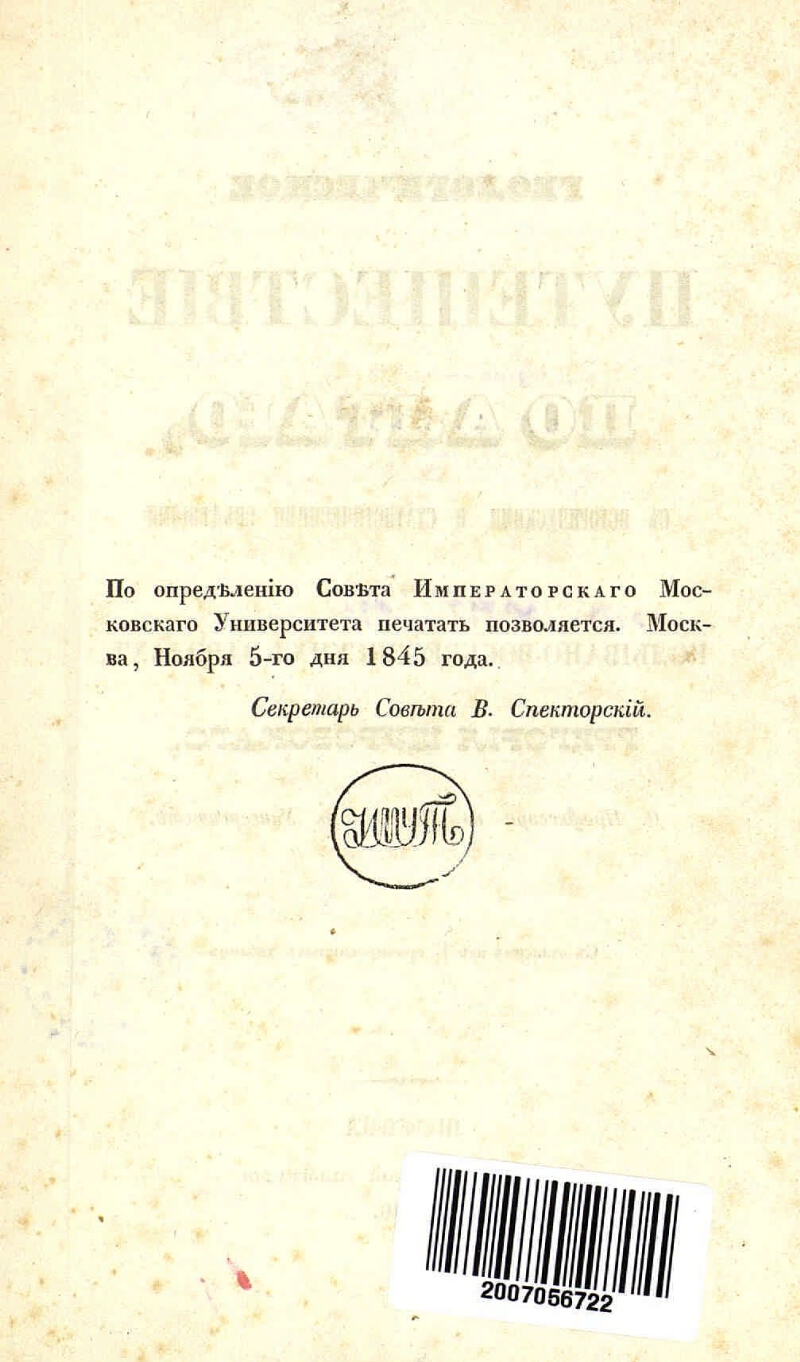 По опредѣленію Совѣта Императорскаго Мос-
ковскаго Университета печатать позволяется. Моск-
ва, Ноября 5-го дня 1845 года.
Секретарь Совѣта В. Спекторскій.
2007056722